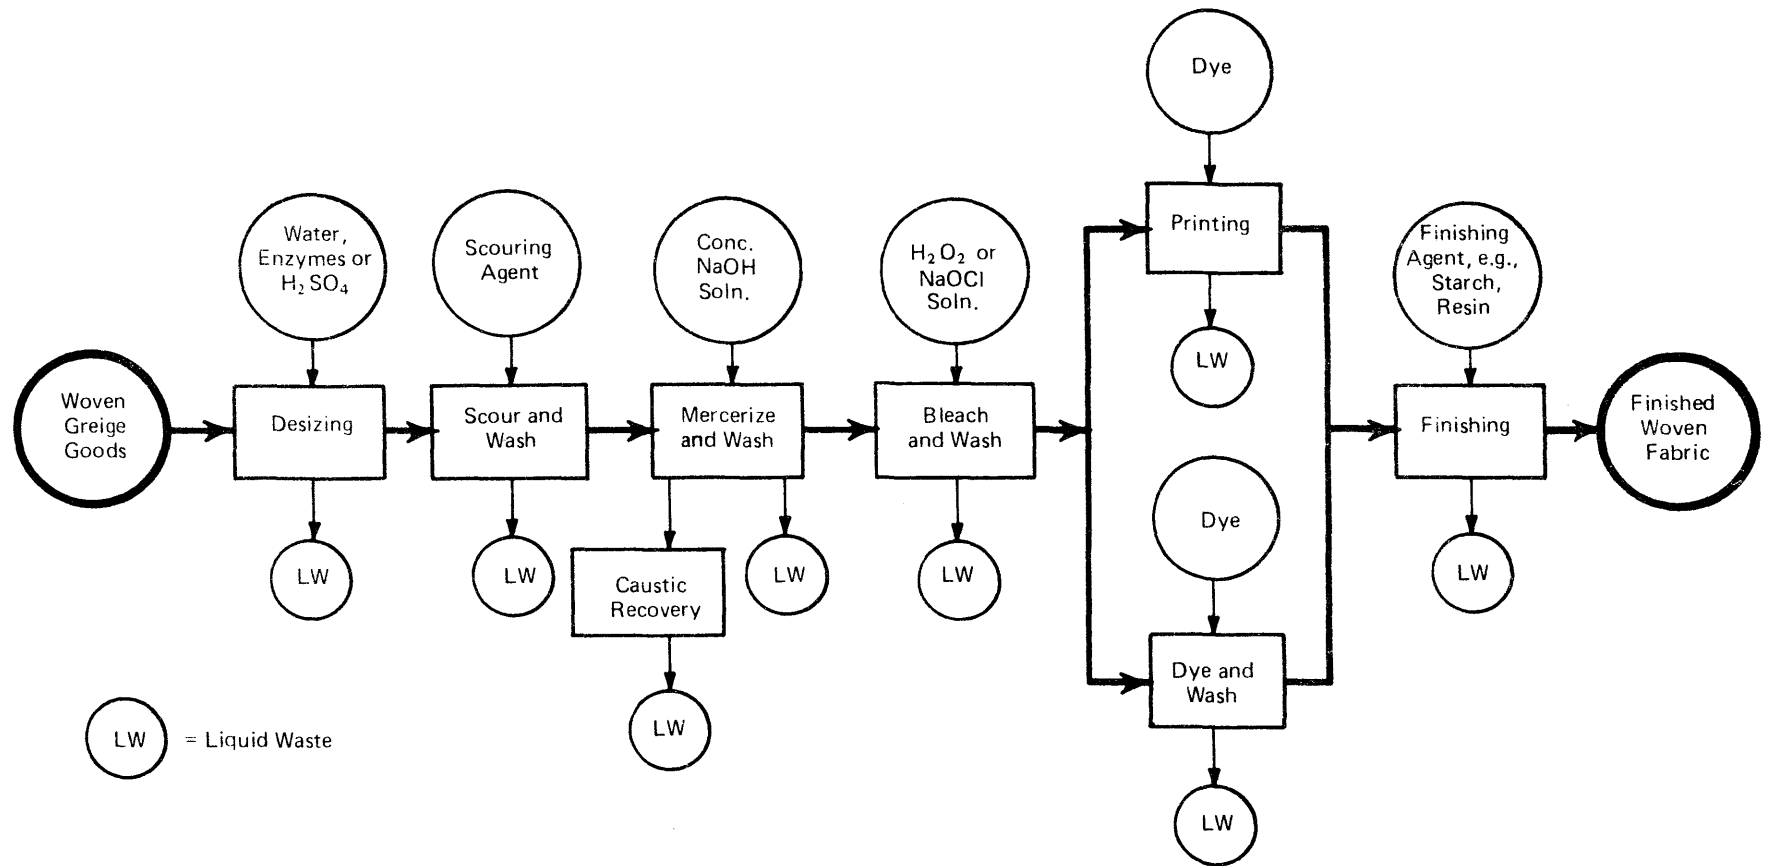 Dye
Printing
LW
Water,
Enzymes or
H₂SO₄
Scouring
Agent
Conc.
NaOH
Soln.
H₂O₂ or
NaOCl
Soln.
Finishing
Agent, e.g.,
Starch,
Resin
Woven
Greige
Goods
Desizing
Scour and
Wash
Mercerize
and Wash
Bleach
and Wash
Finishing
Finished
Woven
Fabric
Dye
LW
LW
Caustic
Recovery
LW
LW
LW
Dye and
Wash
LW
LW
LW = Liquid Waste